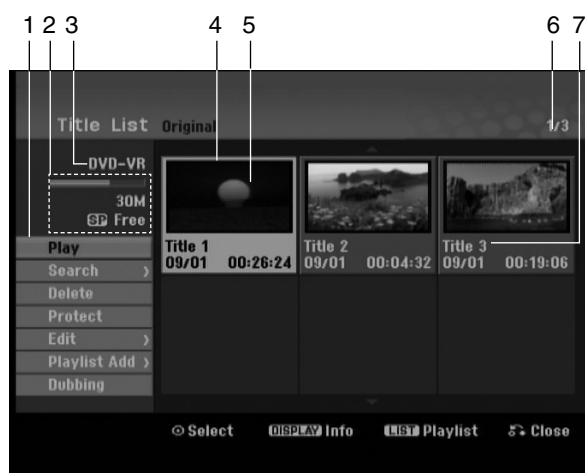 1 2 3 4 5 6 7
Title List Original 1/3
DVD-VR
30M
SP Free
Play
Search >
Delete
Protect
Edit >
Playlist Add >
Dubbing
Title 1
09/01 00:26:24
Title 2
09/01 00:04:32
Title 3
09/01 00:19:06
Select DISPLAY Info LIST Playlist Close